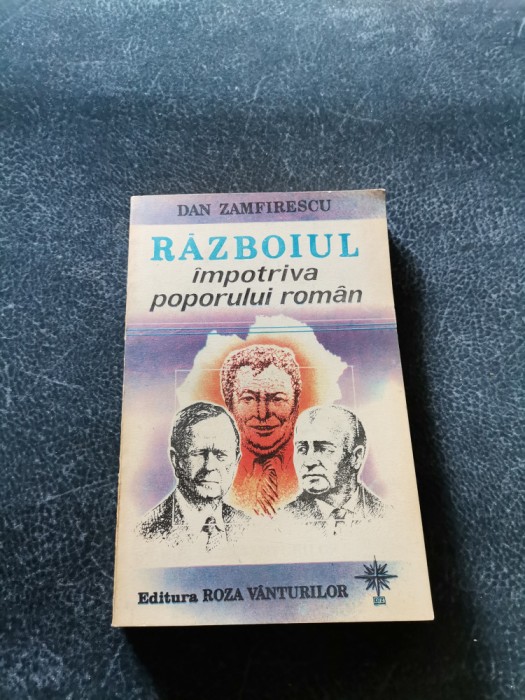 DAN ZAMFIRESCU
RĂZBOIUL
împotriva
poporului român
Editura ROZA VÂNTURILOR